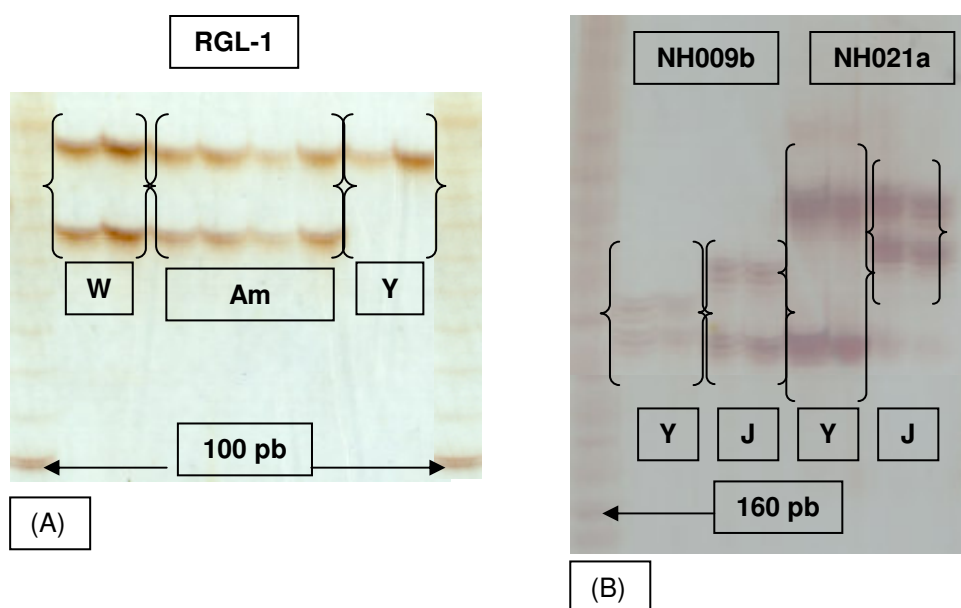 RGL-1
W
Am
Y
100 pb
(A)
NH009b
NH021a
Y
J
Y
J
160 pb
(B)